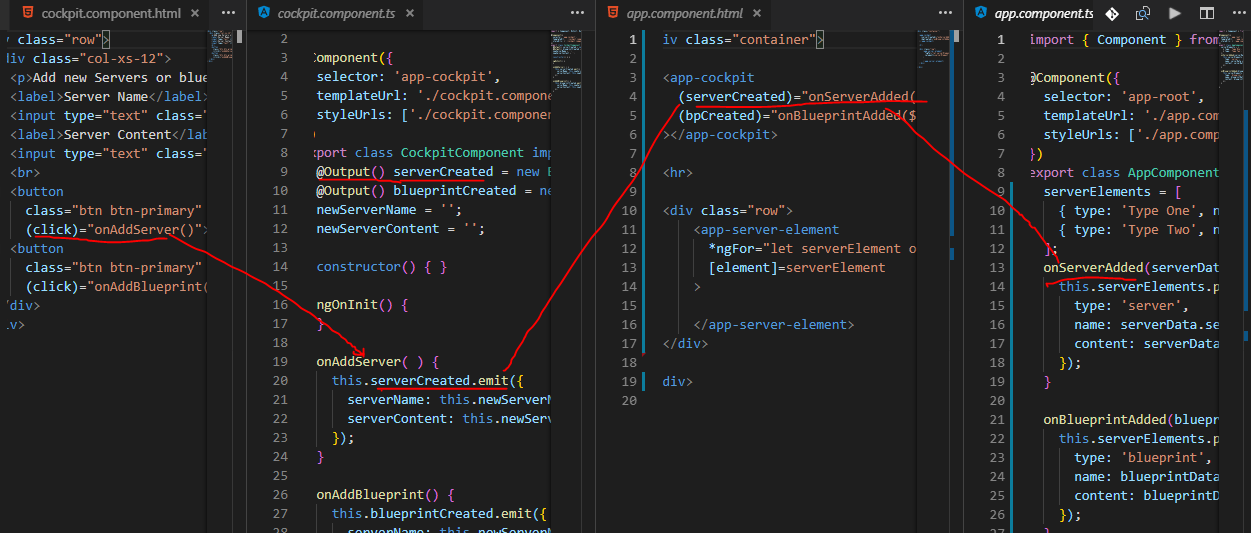 cockpit.component.html
iv class="row">
div class="col-xs-12">
<p>Add new Servers or blue
<label>Server Name</label>
<input type="text" class="
<label>Server Content</lab
<input type="text" class="
<br>
<button
class="btn btn-primary"
(click)="onAddServer()">
<button
class="btn btn-primary"
(click)="onAddBlueprint(
/div>
iv>
cockpit.component.ts
2
3 Component({
4 selector: 'app-cockpit',
5 templateUrl: './cockpit.compone
6 styleUrls: ['./cockpit.componen
7 )
8 xport class CockpitComponent imp
9 @Output() serverCreated = new E
10 @Output() blueprintCreated = ne
11 newServerName = '';
12 newServerContent = '';
13
14 constructor() { }
15
16 ngOnInit() {
17 }
18
19 onAddServer( ) {
20 this.serverCreated.emit({
21 serverName: this.newServerN
22 serverContent: this.newServ
23 });
24 }
25
26 onAddBlueprint() {
27 this.blueprintCreated.emit({
28 serverName: this.newServerN
app.component.html
1 iv class="container">
2
3 <app-cockpit
4 (serverCreated)="onServerAdded(
5 (bpCreated)="onBlueprintAdded($
6 ></app-cockpit>
7
8 <hr>
9
10 <div class="row">
11 <app-server-element
12 *ngFor="let serverElement o
13 [element]=serverElement
14 >
15
16 </app-server-element>
17 </div>
18
19 div>
20
app.component.ts
1 import { Component } from
2
3 @Component({
4 selector: 'app-root',
5 templateUrl: './app.com
6 styleUrls: ['./app.comp
7 })
8 export class AppComponent
9 serverElements = [
10 { type: 'Type One', n
11 { type: 'Type Two', n
12 ];
13 onServerAdded(serverDat
14 this.serverElements.p
15 type: 'server',
16 name: serverData.se
17 content: serverData
18 });
19 }
20
21 onBlueprintAdded(bluepr
22 this.serverElements.p
23 type: 'blueprint',
24 name: blueprintData
25 content: blueprintD
26 });
27 }